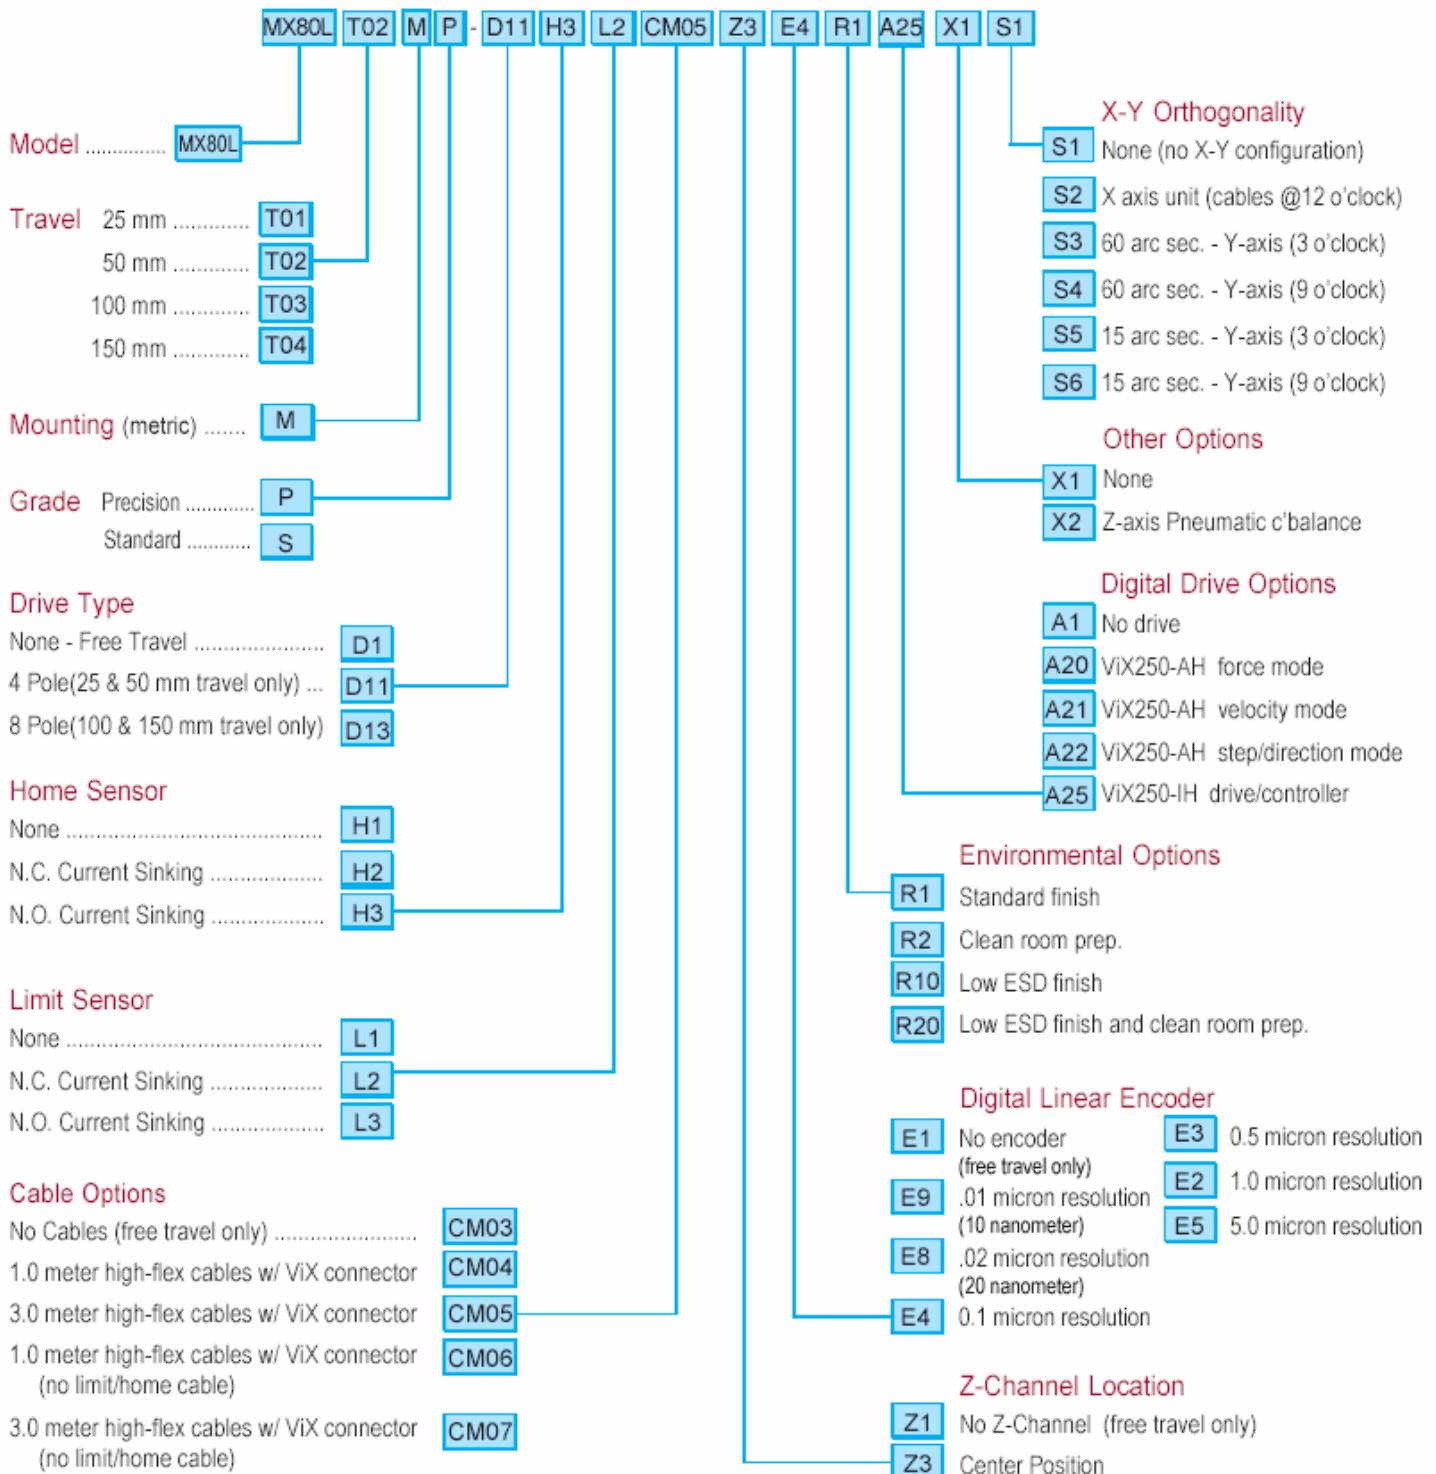 MX80L T02 M P - D11 H3 L2 CM05 Z3 E4 R1 A25 X1 S1
Model ............... MX80L
Travel 25 mm ............. T01
50 mm ............. T02
100 mm ............. T03
150 mm ............. T04
Mounting (metric) ....... M
Grade Precision ............. P
Standard ............ S
Drive Type
None - Free Travel ....................... D1
4 Pole(25 & 50 mm travel only) ... D11
8 Pole(100 & 150 mm travel only) D13
Home Sensor
None ............................................ H1
N.C. Current Sinking ................... H2
N.O. Current Sinking ................... H3
Limit Sensor
None ............................................ L1
N.C. Current Sinking ................... L2
N.O. Current Sinking ................... L3
Cable Options
No Cables (free travel only) ........................ CM03
1.0 meter high-flex cables w/ ViX connector CM04
3.0 meter high-flex cables w/ ViX connector CM05
1.0 meter high-flex cables w/ ViX connector CM06
(no limit/home cable)
3.0 meter high-flex cables w/ ViX connector CM07
(no limit/home cable)
X-Y Orthogonality
S1 None (no X-Y configuration)
S2 X axis unit (cables @12 o'clock)
S3 60 arc sec. - Y-axis (3 o'clock)
S4 60 arc sec. - Y-axis (9 o'clock)
S5 15 arc sec. - Y-axis (3 o'clock)
S6 15 arc sec. - Y-axis (9 o'clock)
Other Options
X1 None
X2 Z-axis Pneumatic c'balance
Digital Drive Options
A1 No drive
A20 ViX250-AH force mode
A21 ViX250-AH velocity mode
A22 ViX250-AH step/direction mode
A25 ViX250-IH drive/controller
Environmental Options
R1 Standard finish
R2 Clean room prep.
R10 Low ESD finish
R20 Low ESD finish and clean room prep.
Digital Linear Encoder
E1 No encoder
(free travel only)
E9 .01 micron resolution
(10 nanometer)
E8 .02 micron resolution
(20 nanometer)
E4 0.1 micron resolution
E3 0.5 micron resolution
E2 1.0 micron resolution
E5 5.0 micron resolution
Z-Channel Location
Z1 No Z-Channel (free travel only)
Z3 Center Position